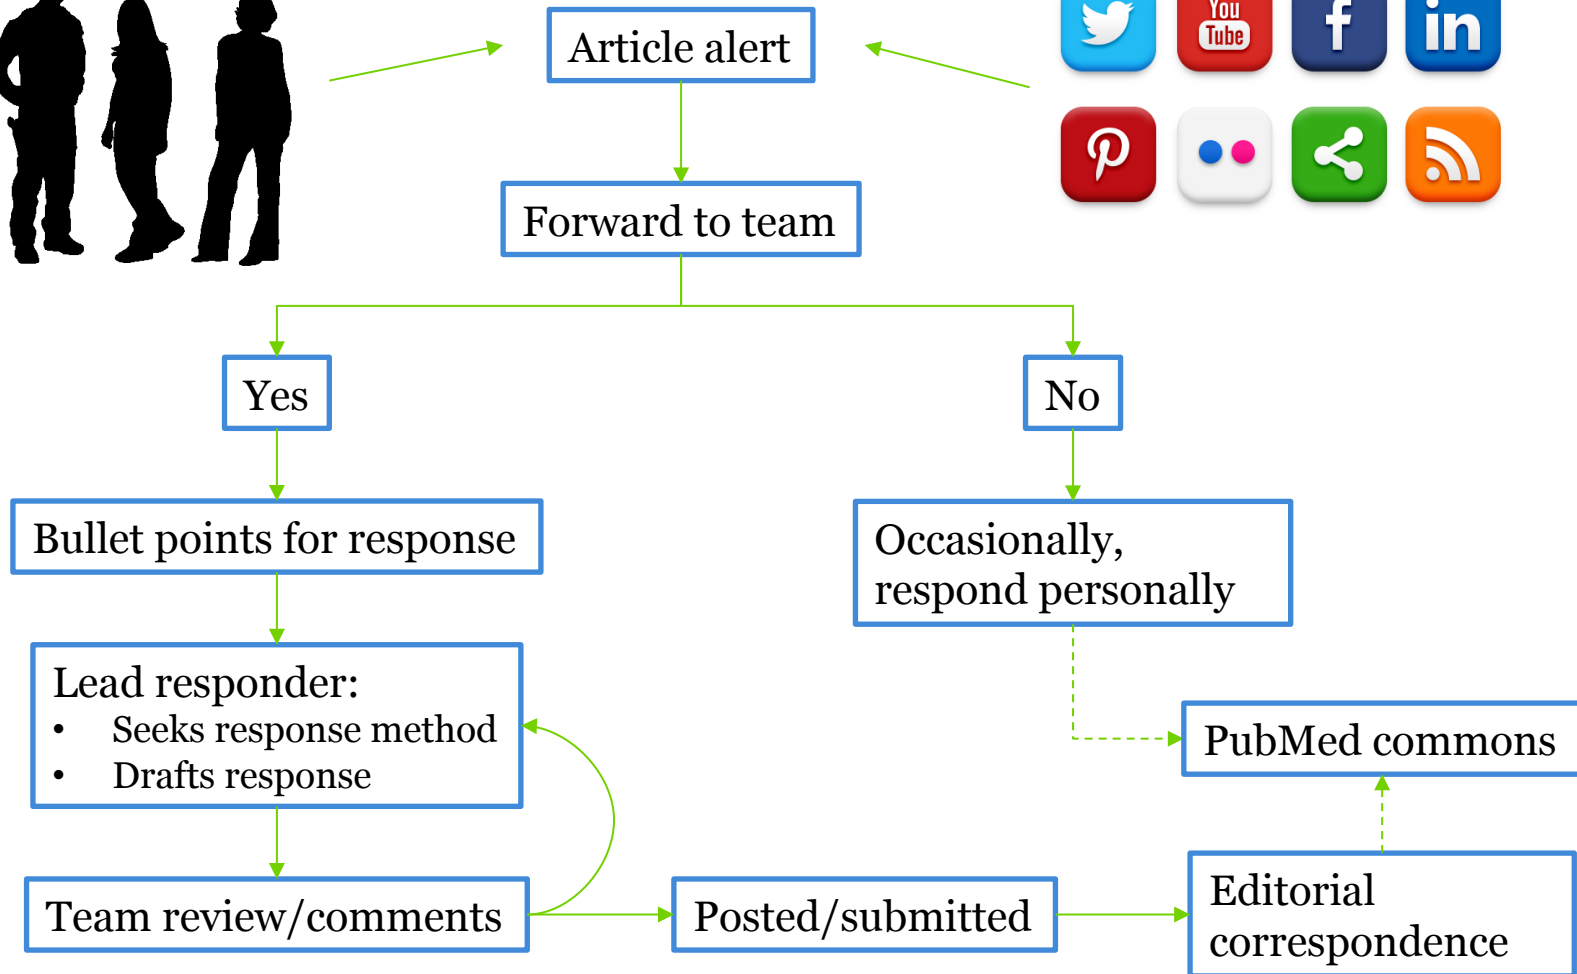 Article alert
You
Tube
f
in
Forward to team
Yes
No
Bullet points for response
Occasionally,
respond personally
Lead responder:
• Seeks response method
• Drafts response
PubMed commons
Team review/comments
Posted/submitted
Editorial
correspondence